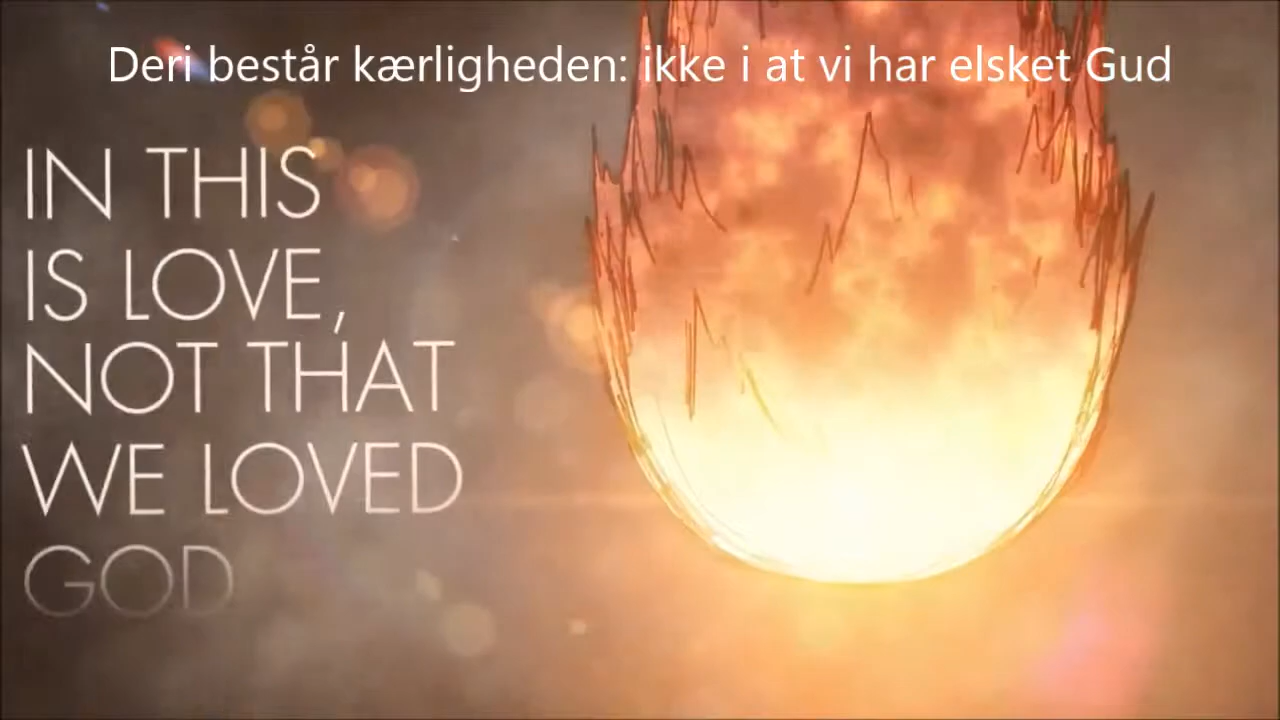 Deri består kærligheden: ikke i at vi har elsket Gud
IN THIS
IS LOVE,
NOT THAT
WE LOVED
GOD